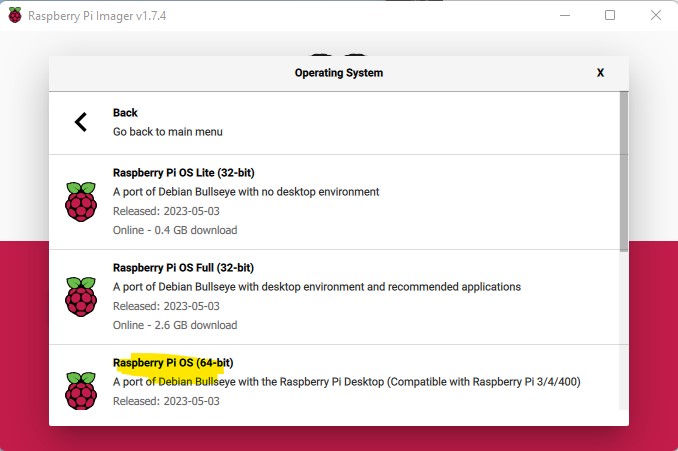 Raspberry Pi Imager v1.7.4
Operating System
X
Back
Go back to main menu
Raspberry Pi OS Lite (32-bit)
A port of Debian Bullseye with no desktop environment
Released: 2023-05-03
Online - 0.4 GB download
Raspberry Pi OS Full (32-bit)
A port of Debian Bullseye with desktop environment and recommended applications
Released: 2023-05-03
Online - 2.6 GB download
Raspberry Pi OS (64-bit)
A port of Debian Bullseye with the Raspberry Pi Desktop (Compatible with Raspberry Pi 3/4/400)
Released: 2023-05-03